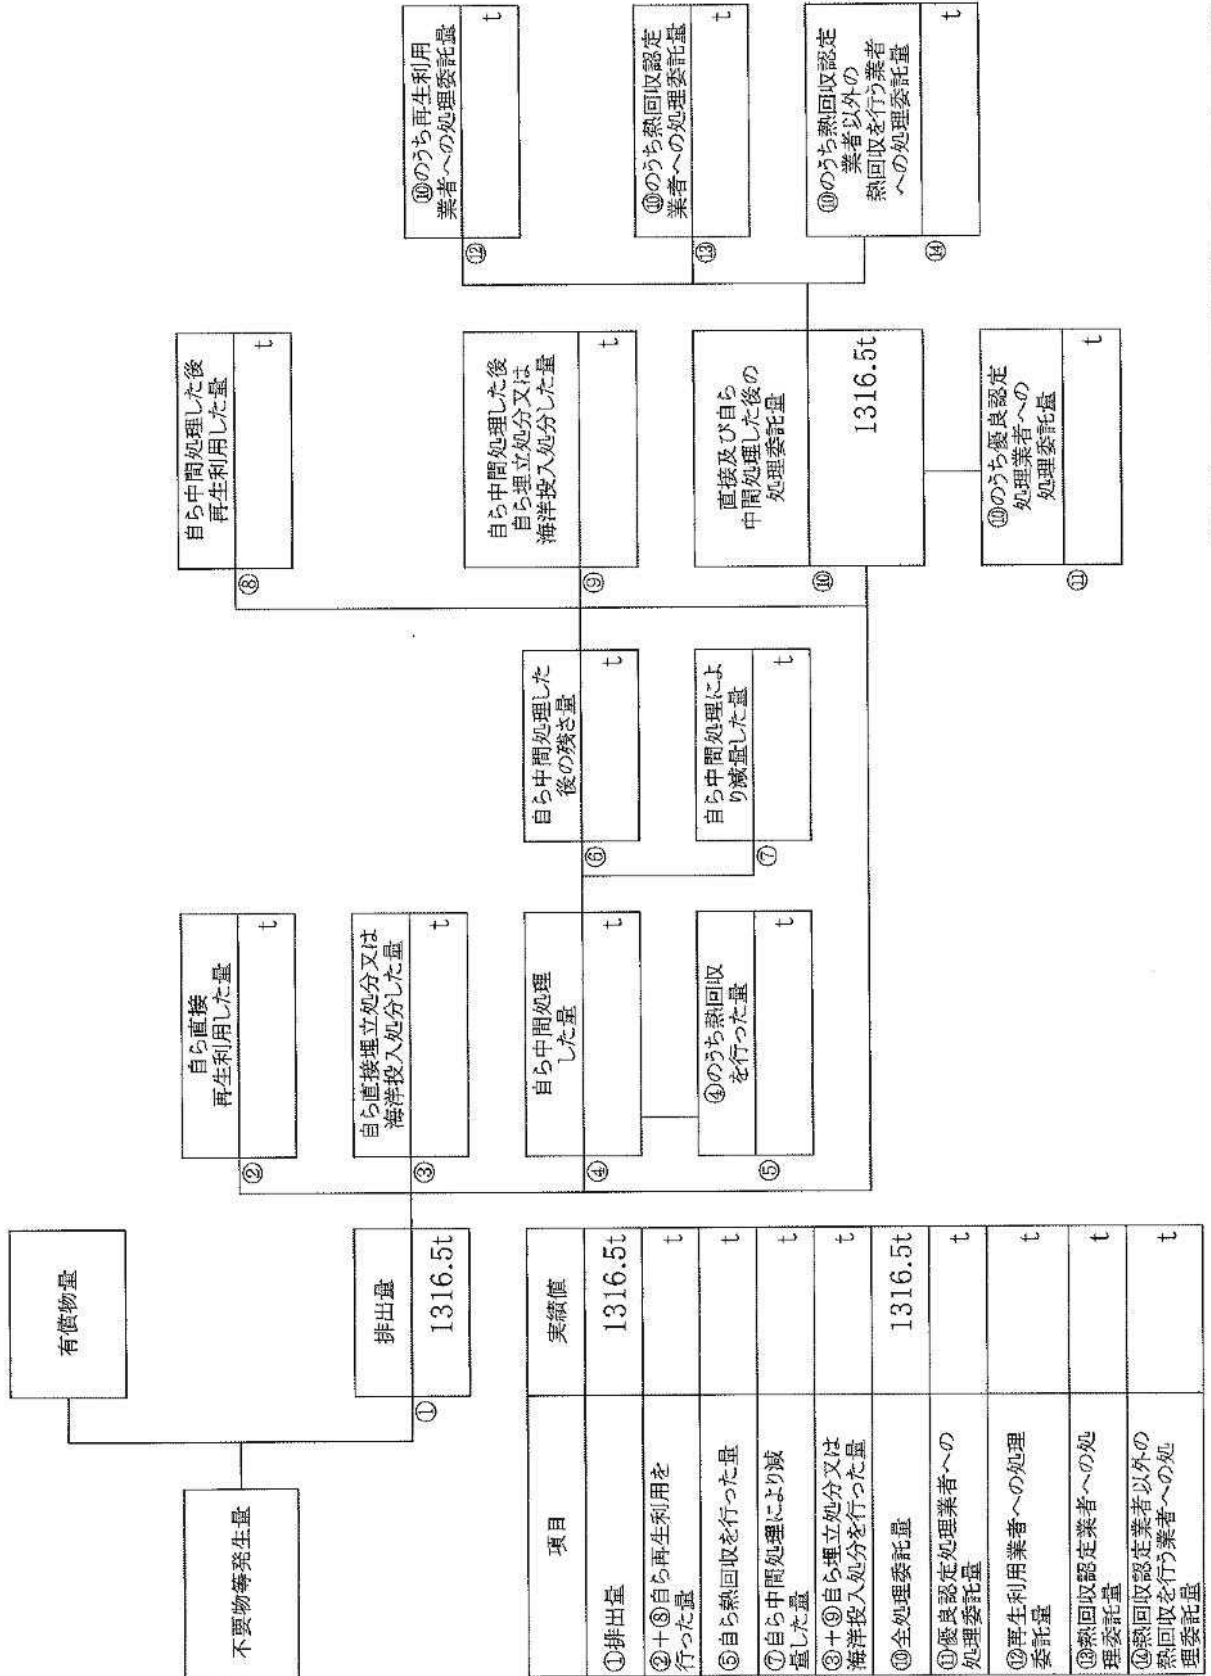 不要物等発生量
有償物量
排出量
①
1316.5t
自ら直接
再生利用した量
②
t
自ら直接埋立処分又は
海洋投入処分した量
③
t
自ら中間処理
した量
④
t
④のうち熱回収
を行った量
⑤
t
自ら中間処理した
後の残さ量
⑥
t
自ら中間処理によ
り減量した量
⑦
t
自ら中間処理した後
再生利用した量
⑧
t
自ら中間処理した後
自ら埋立処分又は
海洋投入処分した量
⑨
t
直接及び自ら
中間処理した後の
処理委託量
⑩
1316.5t
⑩のうち優良認定
処理業者への
処理委託量
⑪
t
⑩のうち再生利用
業者への処理委託量
⑫
t
⑩のうち熱回収認定
業者への処理委託量
⑬
t
⑩のうち熱回収認定
業者以外の
熱回収を行う業者
への処理委託量
⑭
t
項目 実績値
①排出量 1316.5t
②+⑧自ら再生利用を
行った量 t
⑤自ら熱回収を行った量 t
⑦自ら中間処理により減
量した量 t
③+⑨自ら埋立処分又は
海洋投入処分を行った量 t
⑩全処理委託量 1316.5t
⑪優良認定処理業者への
処理委託量 t
⑫再生利用業者への処理
委託量 t
⑬熱回収認定業者への処
理委託量 t
⑭熱回収認定業者以外の
熱回収を行う業者への処
理委託量 t